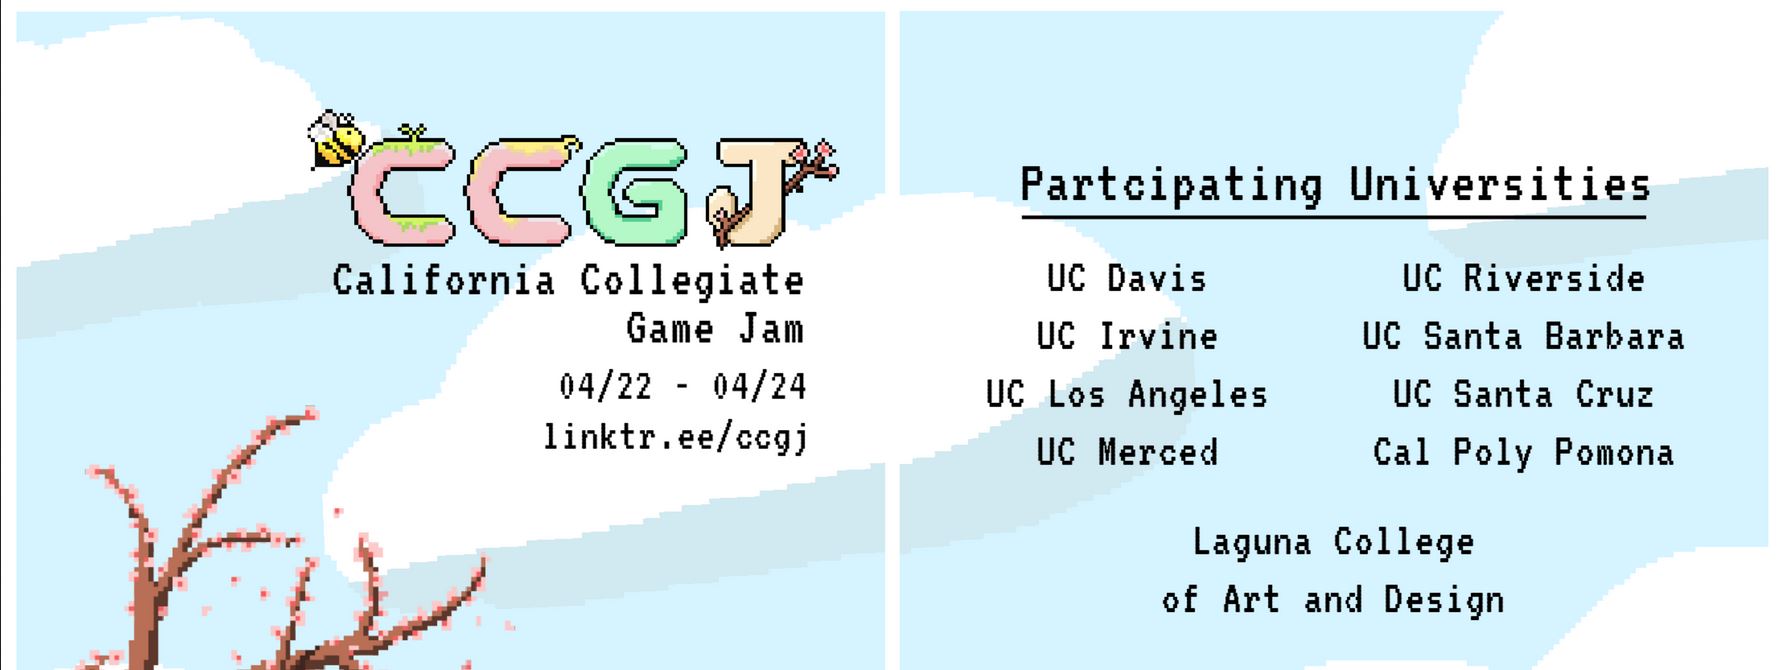 CCGJ
California Collegiate
Game Jam
04/22 - 04/24
linktr.ee/ccgj
Partcipating Universities
UC Davis
UC Riverside
UC Irvine
UC Santa Barbara
UC Los Angeles
UC Santa Cruz
UC Merced
Cal Poly Pomona
Laguna College
of Art and Design